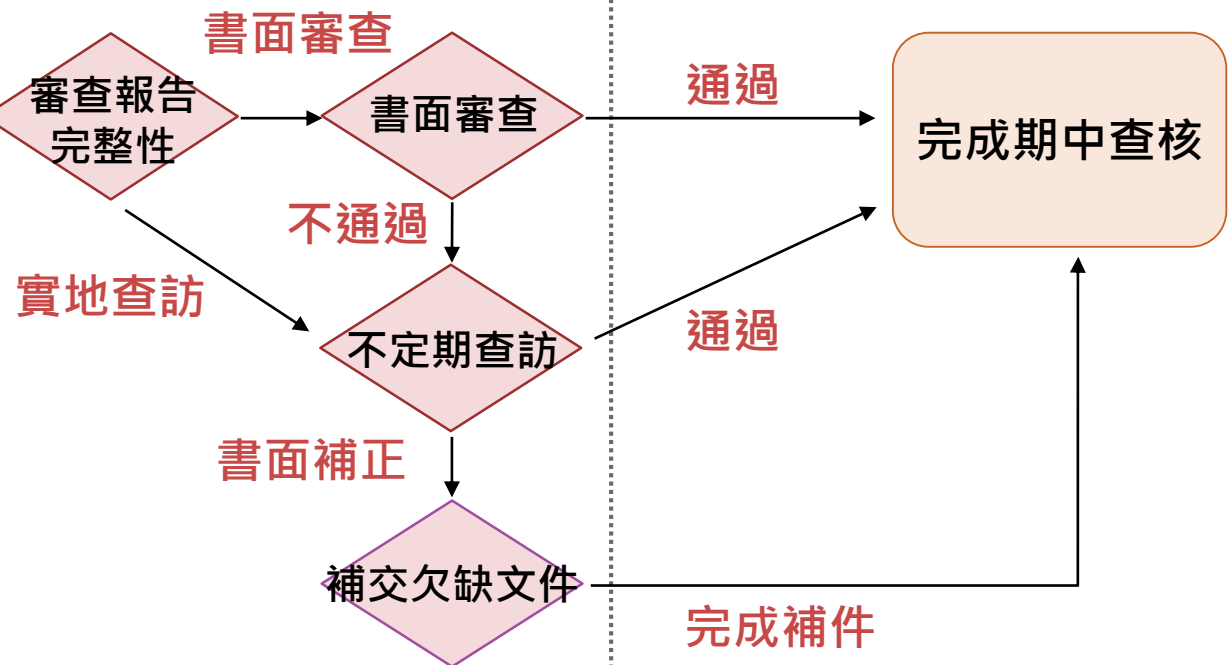 書面審查
審查報告
完整性
書面審查
通過
完成期中查核
不通過
實地查訪
不定期查訪
通過
書面補正
補交欠缺文件
完成補件